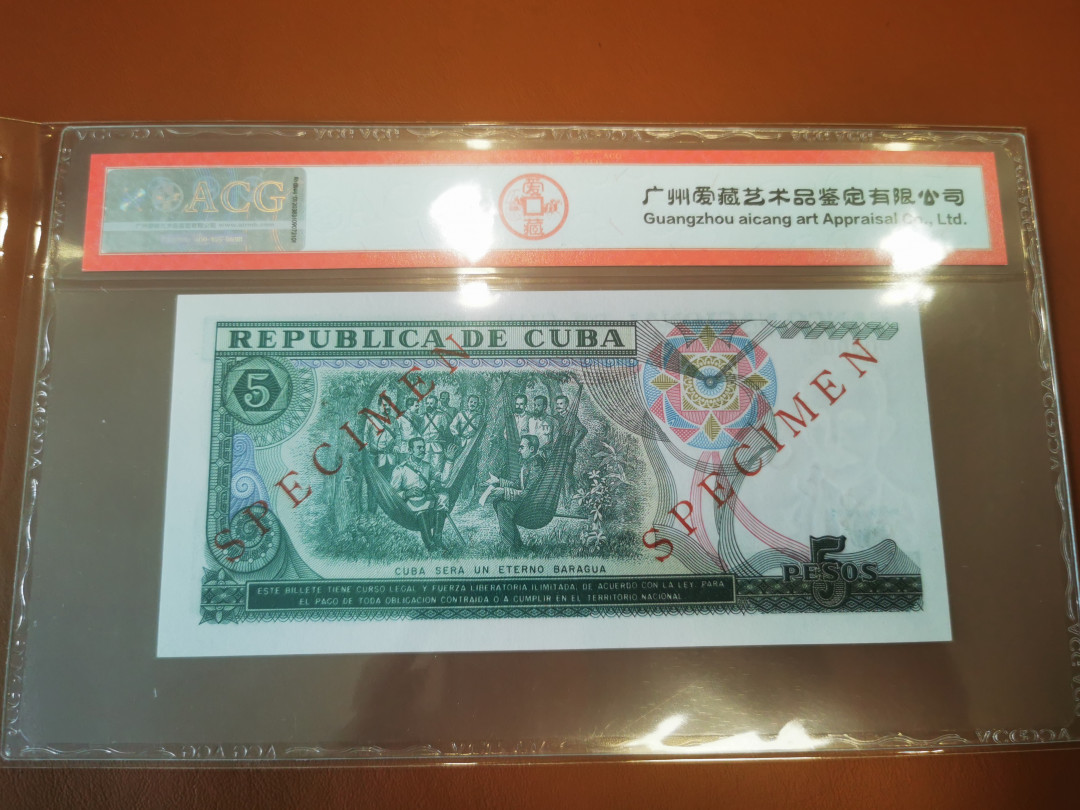 ACG
爱藏
广州爱藏艺术品鉴定有限公司
Guangzhou aicang art Appraisal Co., Ltd.
REPUBLICA DE CUBA
5
SPECIMEN
SPECIMEN
CUBA SERA UN ETERNO BARAGUA
5
PESOS
ESTE BILLETE TIENE CURSO LEGAL Y FUERZA LIBERATORIA ILIMITADA, DE ACUERDO CON LA LEY, PARA
EL PAGO DE TODA OBLIGACION CONTRAIDA O A CUMPLIR EN EL TERRITORIO NACIONAL